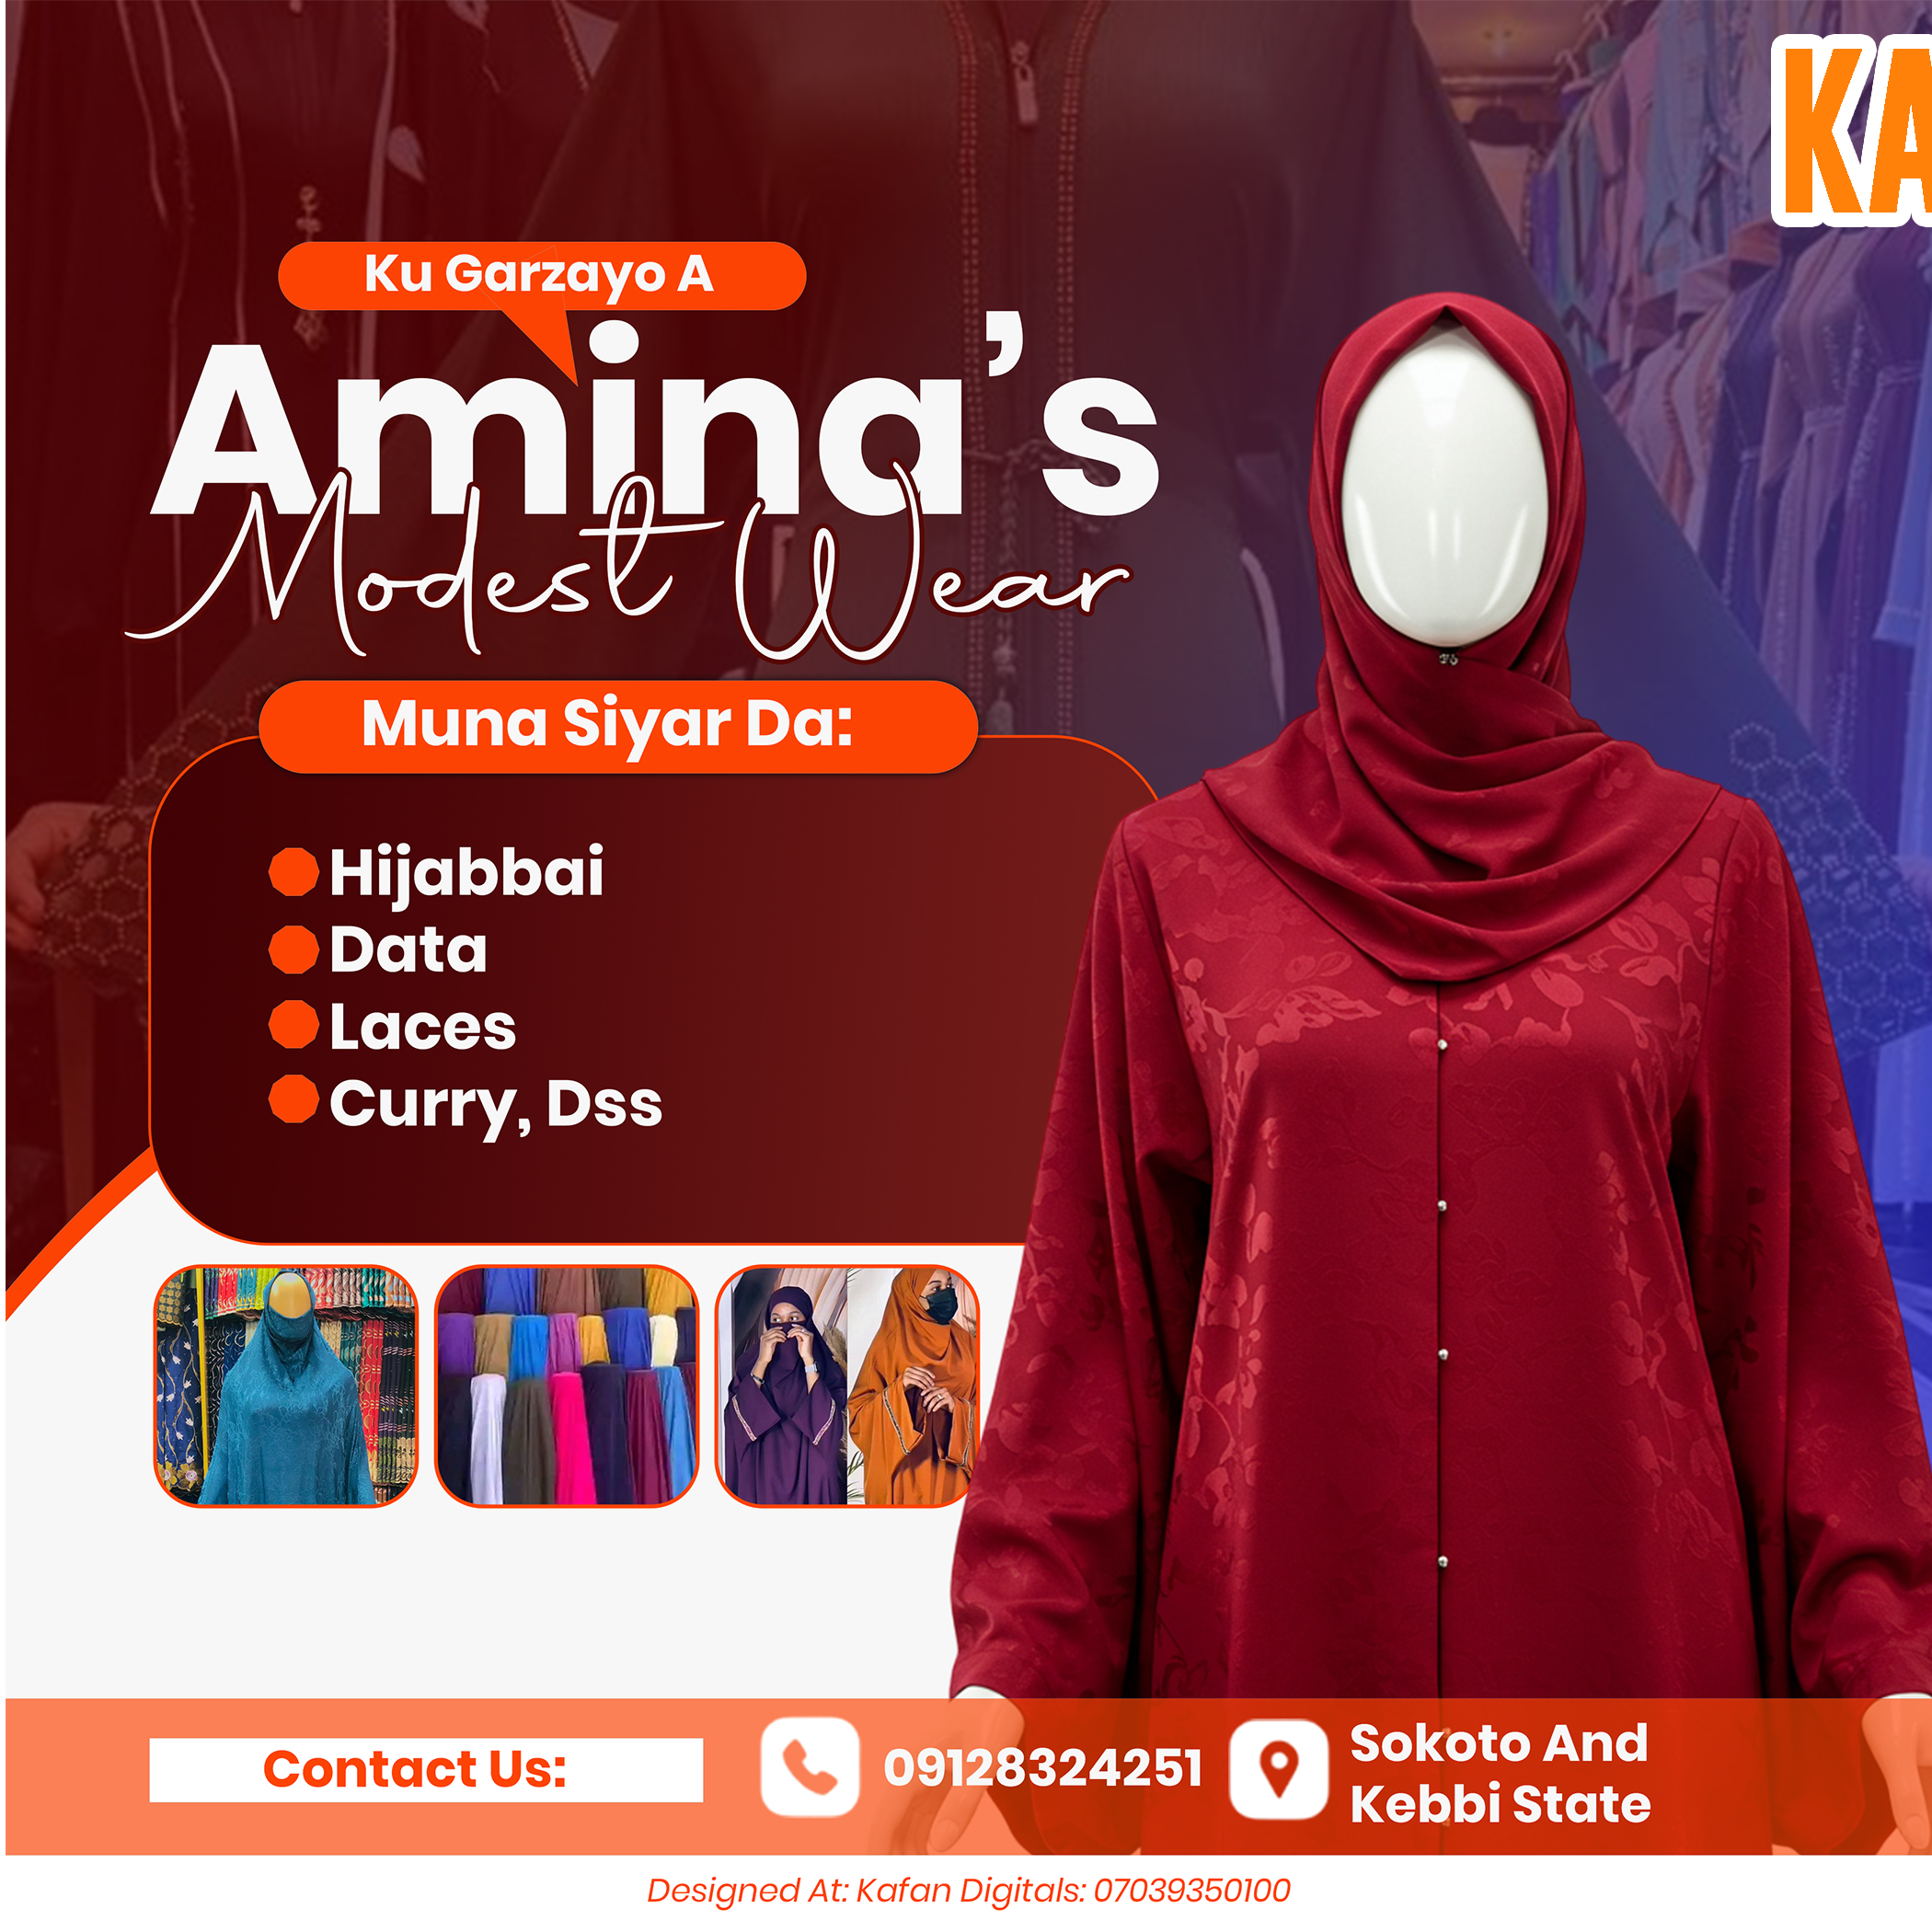 KA
Ku Garzayo A
Amina's
Modest Wear
Muna Siyar Da:
Hijabbai
Data
Laces
Curry, Dss
Contact Us:
09128324251
Sokoto And
Kebbi State
Designed At: Kafan Digitals: 07039350100